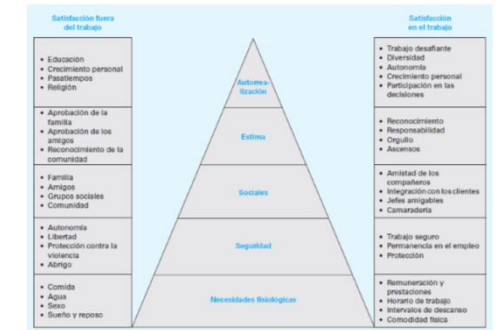 Satisfacción fuera
del trabajo
• Educación
• Crecimiento personal
• Pasatiempos
• Religión
• Aprobación de la
familia
• Aprobación de los
amigos
• Reconocimiento de la
comunidad
• Familia
• Amigos
• Grupos sociales
• Comunidad
• Autonomía
• Libertad
• Protección contra la
violencia
• Abrigo
• Comida
• Agua
• Sexo
• Sueño y reposo
Autorrea-
lización
Estima
Sociales
Seguridad
Necesidades fisiológicas
Satisfacción
en el trabajo
• Trabajo desafiante
• Diversidad
• Autonomía
• Crecimiento personal
• Participación en las
decisiones
• Reconocimiento
• Responsabilidad
• Orgullo
• Ascensos
• Amistad de los
compañeros
• Integración con los clientes
• Jefes amigables
• Camaradería
• Trabajo seguro
• Permanencia en el empleo
• Protección
• Remuneración y
prestaciones
• Horario de trabajo
• Intervalos de descanso
• Comodidad física